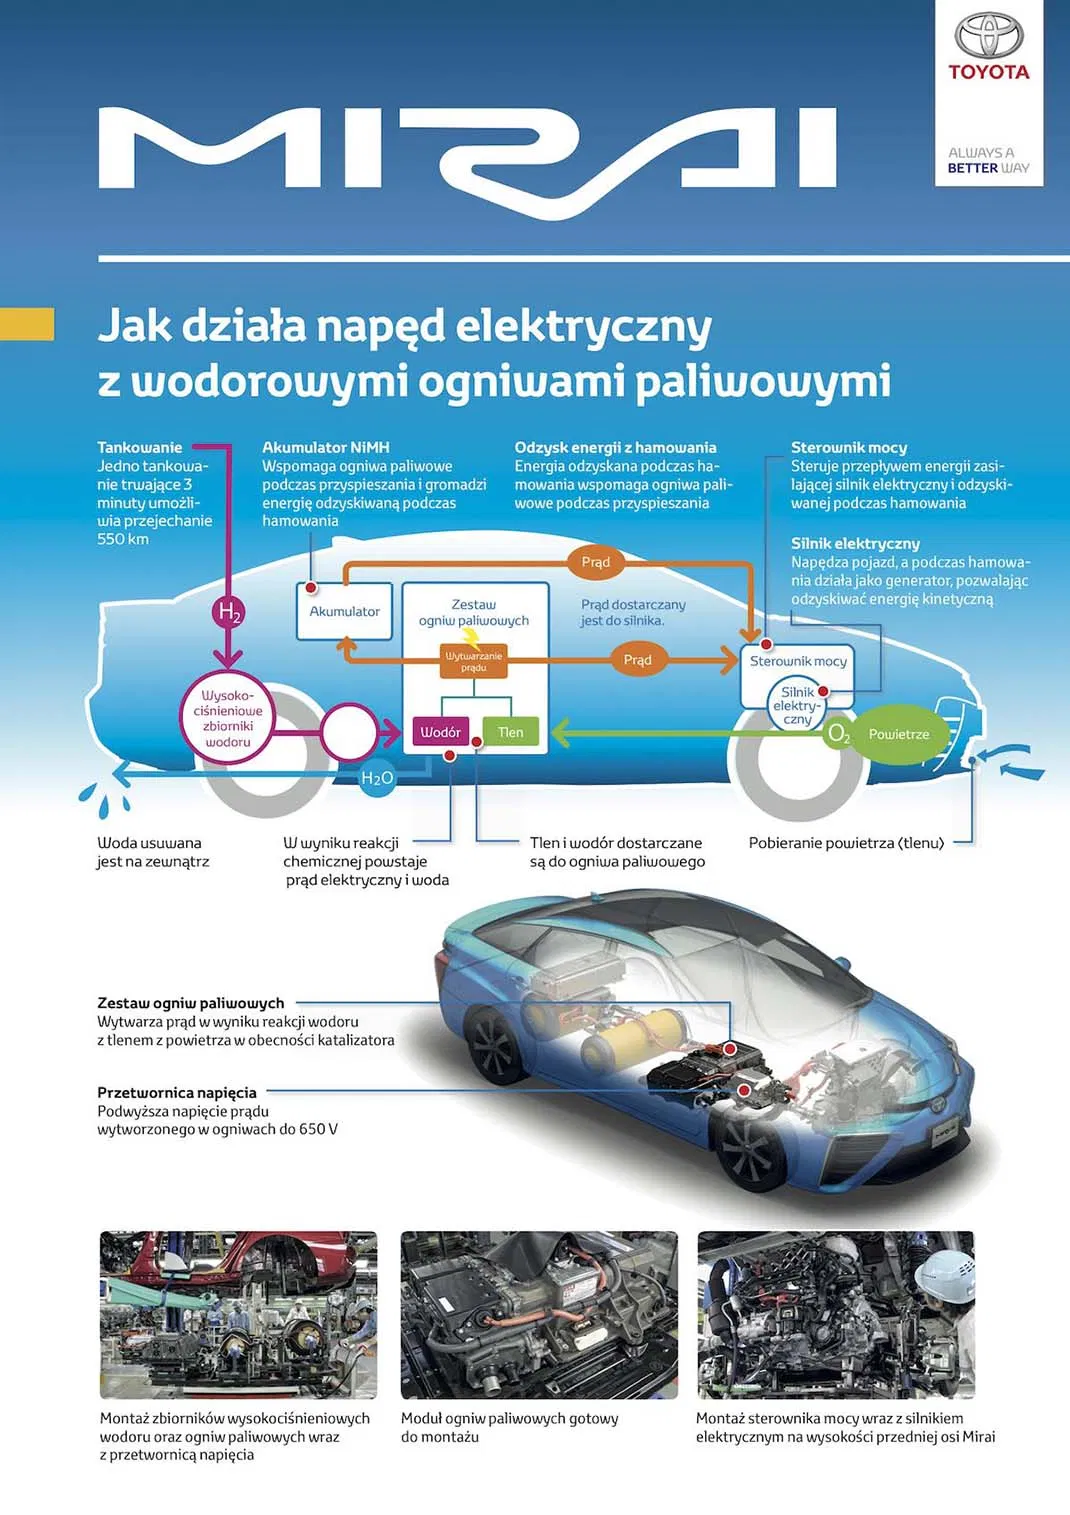 TOYOTA
ALWAYS A
BETTER WAY
MIRAI
Jak działa napęd elektryczny
z wodorowymi ogniwami paliwowymi
Tankowanie
Jedno tankowa-
nie trwające 3
minuty umożli-
wia przejechanie
550 km
Akumulator NiMH
Wspomaga ogniwa paliwowe
podczas przyspieszania i gromadzi
energię odzyskiwaną podczas
hamowania
Odzysk energii z hamowania
Energia odzyskana podczas ha-
mowania wspomaga ogniwa pali-
wowe podczas przyspieszania
Sterownik mocy
Steruje przepływem energii zasi-
lającej silnik elektryczny i odzyski-
wanej podczas hamowania
Silnik elektryczny
Napędza pojazd, a podczas hamowa-
nia działa jako generator, pozwalając
odzyskiwać energię kinetyczną
H2
Akumulator
Zestaw
ogniw paliwowych
Prąd
Prąd dostarczany
jest do silnika.
Wytwarzanie
prądu
Prąd
Sterownik mocy
Silnik
elektry-
czny
Wysoko-
ciśnieniowe
zbiorniki
wodoru
Wodór
Tlen
O2
Powietrze
H2O
Woda usuwana
jest na zewnątrz
W wyniku reakcji
chemicznej powstaje
prąd elektryczny i woda
Tlen i wodór dostarczane
są do ogniwa paliwowego
Pobieranie powietrza (tlenu)
Zestaw ogniw paliwowych
Wytwarza prąd w wyniku reakcji wodoru
z tlenem z powietrza w obecności katalizatora
Przetwornica napięcia
Podwyższa napięcie prądu
wytworzonego w ogniwach do 650 V
MIRAI
Montaż zbiorników wysokociśnieniowych
wodoru oraz ogniw paliwowych wraz
z przetwornicą napięcia
Moduł ogniw paliwowych gotowy
do montażu
Montaż sterownika mocy wraz z silnikiem
elektrycznym na wysokości przedniej osi Mirai